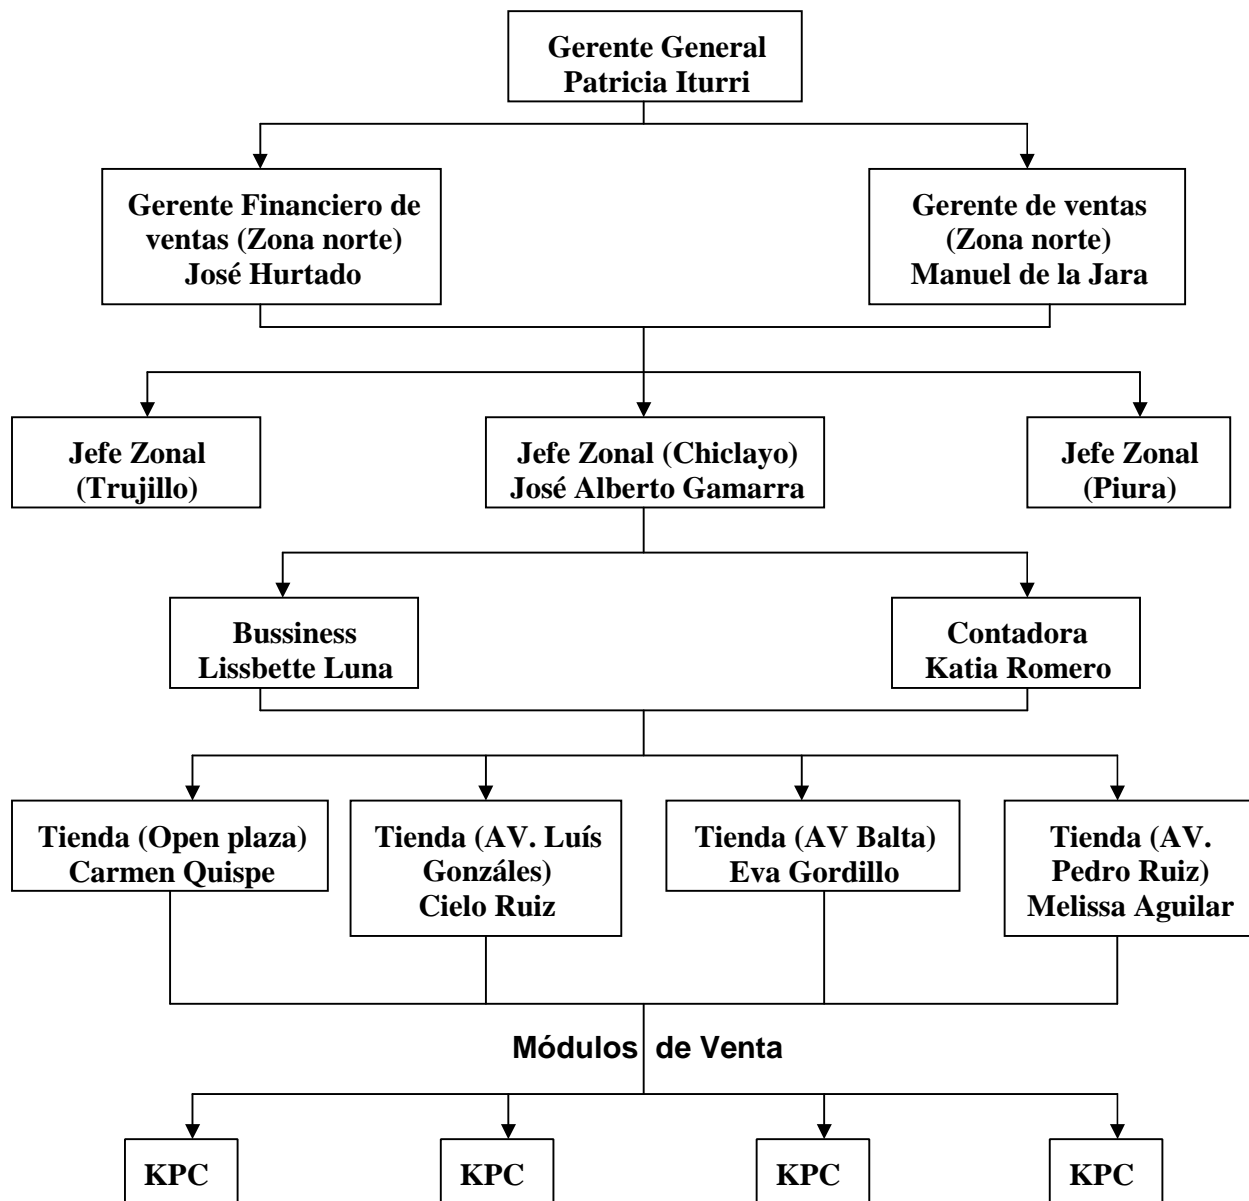 Gerente General
Patricia Iturri
Gerente Financiero de
ventas (Zona norte)
José Hurtado
Gerente de ventas
(Zona norte)
Manuel de la Jara
Jefe Zonal
(Trujillo)
Jefe Zonal (Chiclayo)
José Alberto Gamarra
Jefe Zonal
(Piura)
Bussiness
Lissbette Luna
Contadora
Katia Romero
Tienda (Open plaza)
Carmen Quispe
Tienda (AV. Luís
Gonzáles)
Cielo Ruiz
Tienda (AV Balta)
Eva Gordillo
Tienda (AV.
Pedro Ruiz)
Melissa Aguilar
Módulos de Venta
KPC
KPC
KPC
KPC